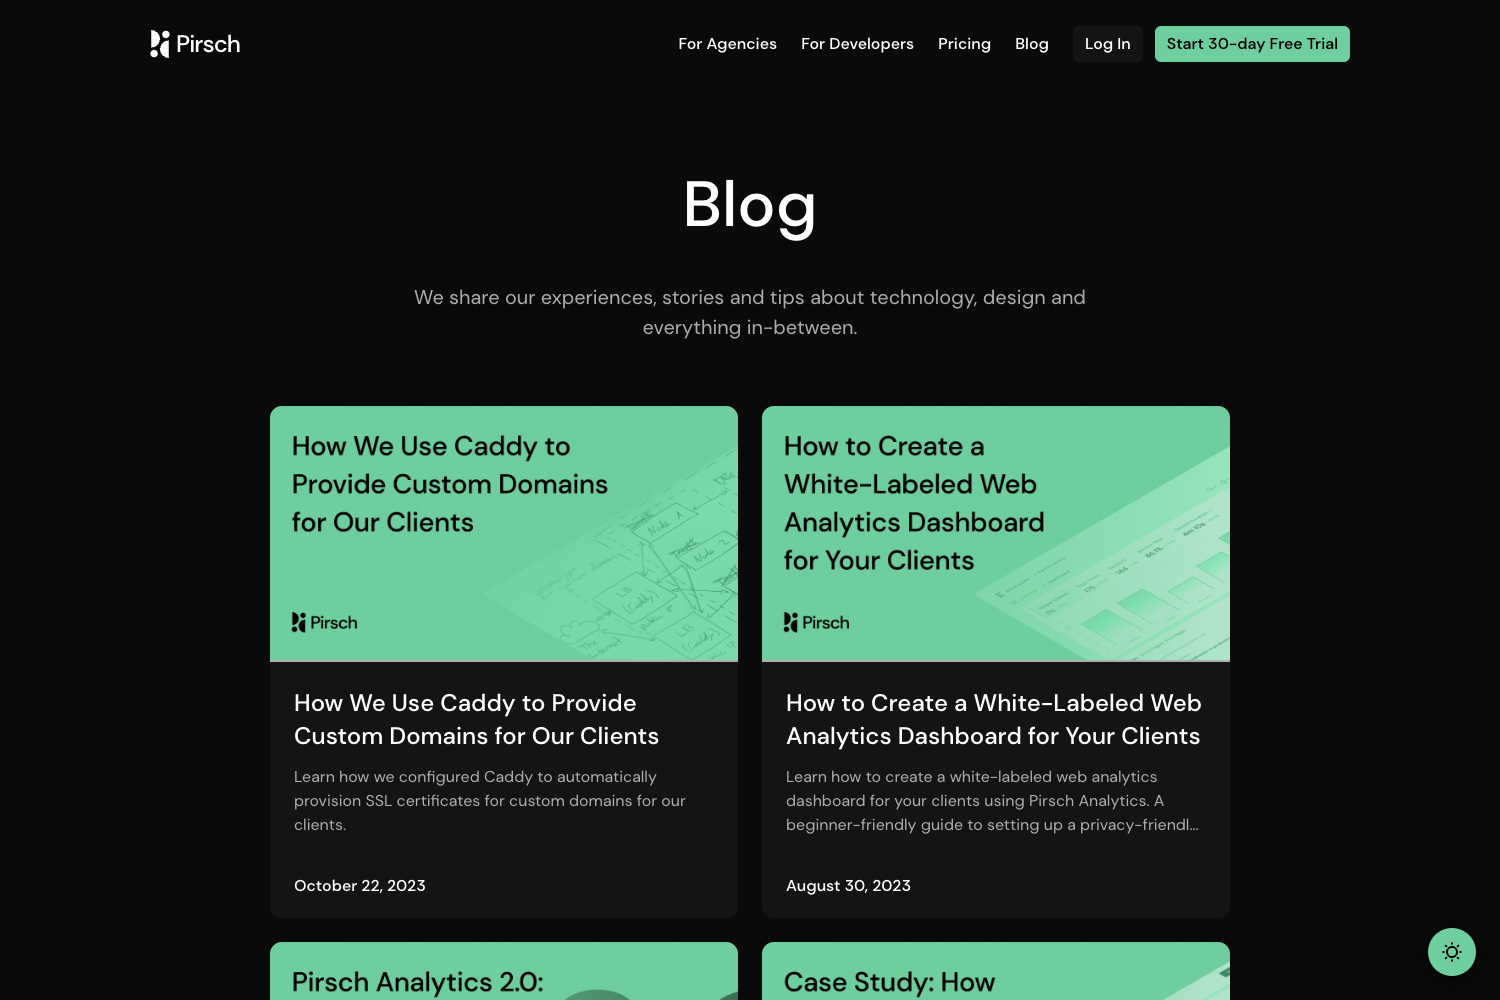 Pirsch
For Agencies
For Developers
Pricing
Blog
Log In
Start 30-day Free Trial
Blog
We share our experiences, stories and tips about technology, design and
everything in-between.
How We Use Caddy to
Provide Custom Domains
for Our Clients
Pirsch
How We Use Caddy to Provide
Custom Domains for Our Clients
Learn how we configured Caddy to automatically
provision SSL certificates for custom domains for our
clients.
October 22, 2023
How to Create a
White-Labeled Web
Analytics Dashboard
for Your Clients
Pirsch
How to Create a White-Labeled Web
Analytics Dashboard for Your Clients
Learn how to create a white-labeled web analytics
dashboard for your clients using Pirsch Analytics. A
beginner-friendly guide to setting up a privacy-friendl...
August 30, 2023
Pirsch Analytics 2.0:
Case Study: How